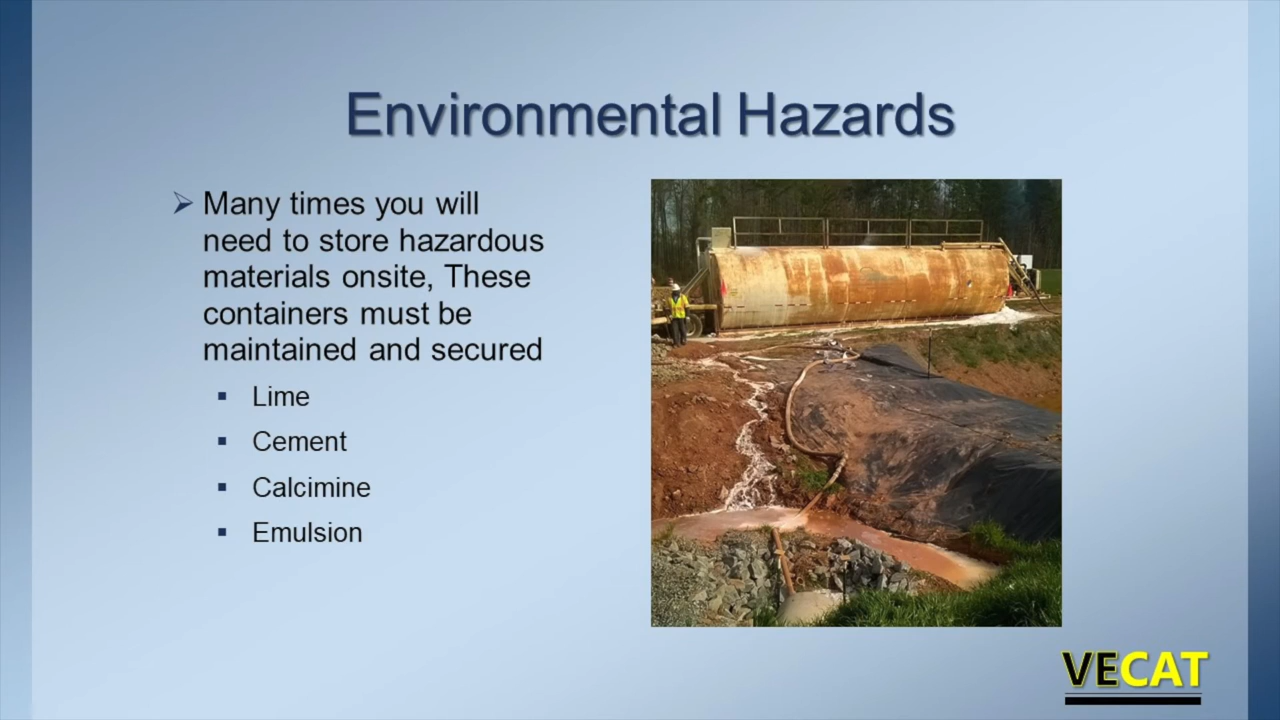 Environmental Hazards
Many times you will
need to store hazardous
materials onsite, These
containers must be
maintained and secured
Lime
Cement
Calcimine
Emulsion
VECAT